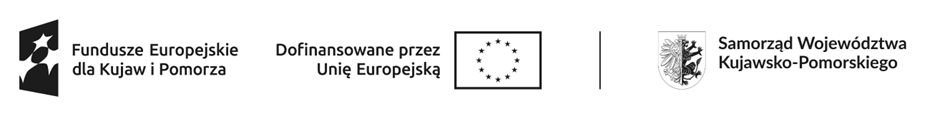 Fundusze Europejskie
dla Kujaw i Pomorza
Dofinansowane przez
Unię Europejską
Samorząd Województwa
Kujawsko-Pomorskiego